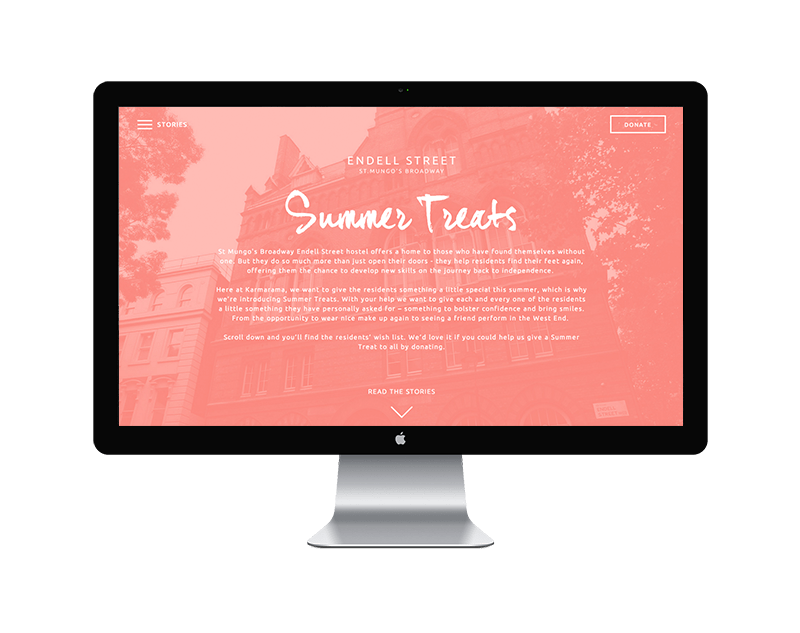 STORIES
DONATE
ENDELL STREET
ST MUNGO'S BROADWAY
Summer Treats
St Mungo's Broadway Endell Street hostel offers a home to those who have found themselves without
one. But they do so much more than just open their doors - they help residents find their feet again,
offering them the chance to develop new skills on the journey back to independence.
Here at Karmarama, we want to give the residents something a little special this summer, which is why
we're introducing Summer Treats. With your help we want to give each and every one of the residents
a little something they have personally asked for – something to bolster confidence and bring smiles.
From the opportunity to wear nice make up again to seeing a friend perform in the West End.
Scroll down and you'll find the residents' wish list. We'd love it if you could help us give a Summer
Treat to all by donating.
READ THE STORIES